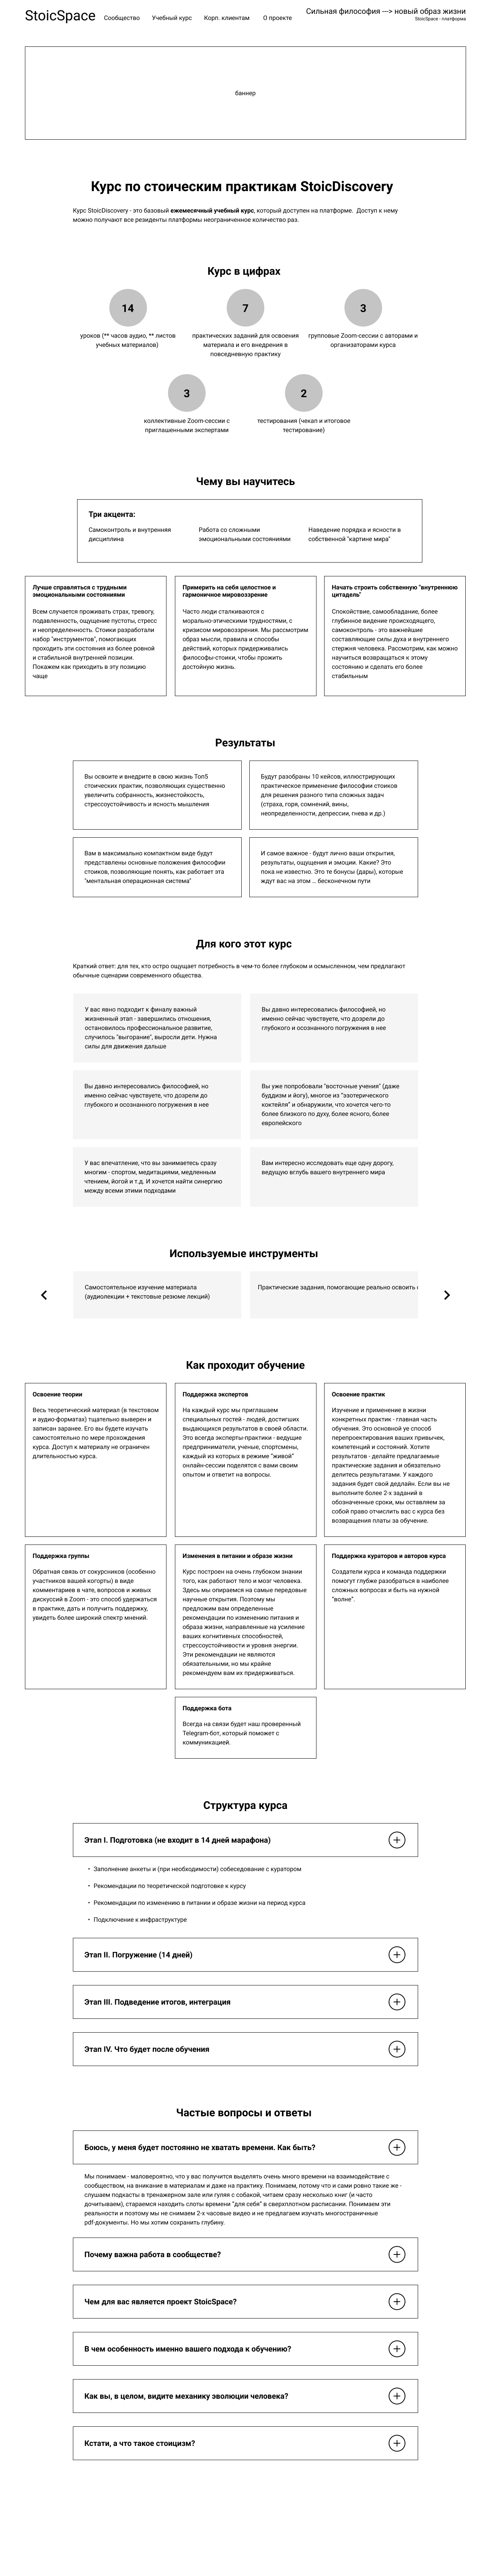 StoicSpace
Сообщество
Учебный курс
Корп. клиентам
О проекте
Сильная философия —> новый образ жизни
StoicSpace - платформа
баннер
Курс по стоическим практикам StoicDiscovery
Курс StoicDiscovery - это базовый ежемесячный учебный курс, который доступен на платформе. Доступ к нему
можно получают все резиденты платформы неограниченное количество раз.
Курс в цифрах
14
уроков (** часов аудио, ** листов
учебных материалов)
7
практических заданий для освоения
материала и его внедрения в
повседневную практику
3
групповые Zoom-сессии с авторами и
организаторами курса
3
коллективные Zoom-сессии с
приглашенными экспертами
2
тестирования (чекап и итоговое
тестирование)
Чему вы научитесь
Три акцента:
Самоконтроль и внутренняя
дисциплина
Работа со сложными
эмоциональными состояниями
Наведение порядка и ясности в
собственной "картине мира"
Лучше справляться с трудными
эмоциональными состояниями
Всем случается проживать страх, тревогу,
подавленность, ощущение пустоты, стресс
и неопределенность. Стоики разработали
набор "инструментов", помогающих
проходить эти состояния из более ровной
и стабильной внутренней позиции.
Покажем как приходить в эту позицию
чаще
Примерить на себя целостное и
гармоничное мировоззрение
Часто люди сталкиваются с
морально-этическими трудностями, с
кризисом мировоззрения. Мы рассмотрим
образ мысли, правила и способы
действий, которых придерживались
философы-стоики, чтобы прожить
достойную жизнь.
Начать строить собственную "внутреннюю
цитадель"
Спокойствие, самообладание, более
глубинное видение происходящего,
самоконтроль - это важнейшие
составляющие силы духа и внутреннего
стержня человека. Рассмотрим, как можно
научиться возвращаться к этому
состоянию и сделать его более
стабильным
Результаты
Вы освоите и внедрите в свою жизнь Топ5
стоических практик, позволяющих существенно
увеличить собранность, жизнестойкость,
стрессоустойчивость и ясность мышления
Будут разобраны 10 кейсов, иллюстрирующих
практическое применение философии стоиков
для решения разного типа сложных задач
(страха, горя, сомнений, вины,
неопределенности, депрессии, гнева и др.)
Вам в максимально компактном виде будут
представлены основные положения философии
стоиков, позволяющие понять, как работает эта
"ментальная операционная система"
И самое важное - будут лично ваши открытия,
результаты, ощущения и эмоции. Какие? Это
пока не известно. Это те бонусы (дары), которые
ждут вас на этом … бесконечном пути
Для кого этот курс
Краткий ответ: для тех, кто остро ощущает потребность в чем-то более глубоком и осмысленном, чем предлагают
обычные сценарии современного общества.
У вас явно подходит к финалу важный
жизненный этап - завершились отношения,
остановилось профессиональное развитие,
случилось "выгорание", выросли дети. Нужна
силы для движения дальше
Вы давно интересовались философией, но
именно сейчас чувствуете, что дозрели до
глубокого и осознанного погружения в нее
Вы давно интересовались философией, но
именно сейчас чувствуете, что дозрели до
глубокого и осознанного погружения в нее
Вы уже попробовали "восточные учения" (даже
буддизм и йогу), многое из "эзотерического
коктейля" и обнаружили, что хочется чего-то
более близкого по духу, более ясного, более
европейского
У вас впечатление, что вы занимаетесь сразу
многим - спортом, медитациями, медленным
чтением, йогой и т.д. И хочется найти синергию
между всеми этими подходами
Вам интересно исследовать еще одну дорогу,
ведущую вглубь вашего внутреннего мира
Используемые инструменты
Самостоятельное изучение материала
(аудиолекции + текстовые резюме лекций)
Практические задания, помогающие реально освоить
Как проходит обучение
Освоение теории
Весь теоретический материал (в текстовом
и аудио-форматах) тщательно выверен и
записан заранее. Его вы будете изучать
самостоятельно по мере прохождения
курса. Доступ к материалу не ограничен
длительностью курса.
Поддержка экспертов
На каждый курс мы приглашаем
специальных гостей - людей, достигших
выдающихся результатов в своей области.
Это всегда эксперты-практики - ведущие
предприниматели, ученые, спортсмены,
каждый из которых в режиме "живой"
онлайн-сессии поделятся с вами своим
опытом и ответит на вопросы.
Освоение практик
Изучение и применение в жизни
конкретных практик - главная часть
обучения. Это основной уе способ
перепроектирования ваших привычек,
компетенций и состояний. Хотите
результатов - делайте предлагаемые
практические задания и обязательно
делитесь результатами. У каждого
задания будет свой дедлайн. Если вы не
выполните более 2-х заданий в
обозначенные сроки, мы оставляем за
собой право отчислить вас с курса без
возвращения платы за обучение.
Поддержка группы
Обратная связь от сокурсников (особенно
участников вашей когорты) в виде
комментариев в чате, вопросов и живых
дискуссий в Zoom - это способ удержаться
в практике, дать и получить поддержку,
увидеть более широкий спектр мнений.
Изменения в питании и образе жизни
Курс построен на очень глубоком знании
того, как работают тело и мозг человека.
Здесь мы опираемся на самые передовые
научные открытия. Поэтому мы
предложим вам определенные
рекомендации по изменению питания и
образа жизни, направленные на усиление
ваших когнитивных способностей,
стрессоустойчивости и уровня энергии.
Эти рекомендации не являются
обязательными, но мы крайне
рекомендуем вам их придерживаться.
Поддержка кураторов и авторов курса
Создатели курса и команда поддержки
помогут глубже разобраться в наиболее
сложных вопросах и быть на нужной
"волне".
Поддержка бота
Всегда на связи будет наш проверенный
Telegram-бот, который поможет с
коммуникацией.
Структура курса
Этап I. Подготовка (не входит в 14 дней марафона)
• Заполнение анкеты и (при необходимости) собеседование с куратором
• Рекомендации по теоретической подготовке к курсу
• Рекомендации по изменению в питании и образе жизни на период курса
• Подключение к инфраструктуре
Этап II. Погружение (14 дней)
Этап III. Подведение итогов, интеграция
Этап IV. Что будет после обучения
Частые вопросы и ответы
Боюсь, у меня будет постоянно не хватать времени. Как быть?
Мы понимаем - маловероятно, что у вас получится выделять очень много времени на взаимодействие с
сообществом, на вникание в материалы и даже на практику. Понимаем, потому что и сами ровно такие же -
слушаем подкасты в тренажерном зале или гуляя с собакой, читаем сразу несколько книг (и часто
дочитываем), стараемся находить слоты времени "для себя" в сверхплотном расписании. Понимаем эти
реальности и поэтому мы не снимаем 2-х часовые видео и не предлагаем изучать многостраничные
pdf-документы. Но мы хотим сохранить глубину.
Почему важна работа в сообществе?
Чем для вас является проект StoicSpace?
В чем особенность именно вашего подхода к обучению?
Как вы, в целом, видите механику эволюции человека?
Кстати, а что такое стоицизм?